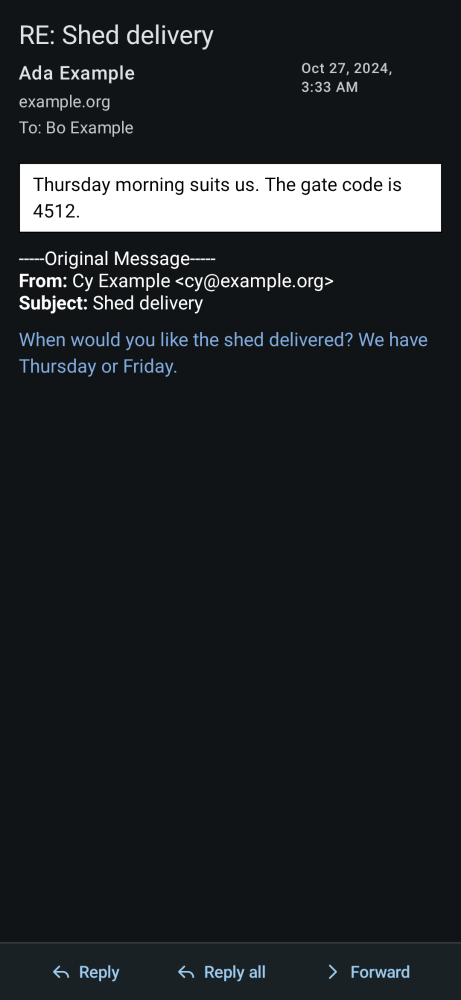 RE: Shed delivery
Ada Example
Oct 27, 2024,
3:33 AM
example.org
To: Bo Example
Thursday morning suits us. The gate code is
4512.
-----Original Message-----
From: Cy Example <cy@example.org>
Subject: Shed delivery
When would you like the shed delivered? We have
Thursday or Friday.
Reply
Reply all
Forward